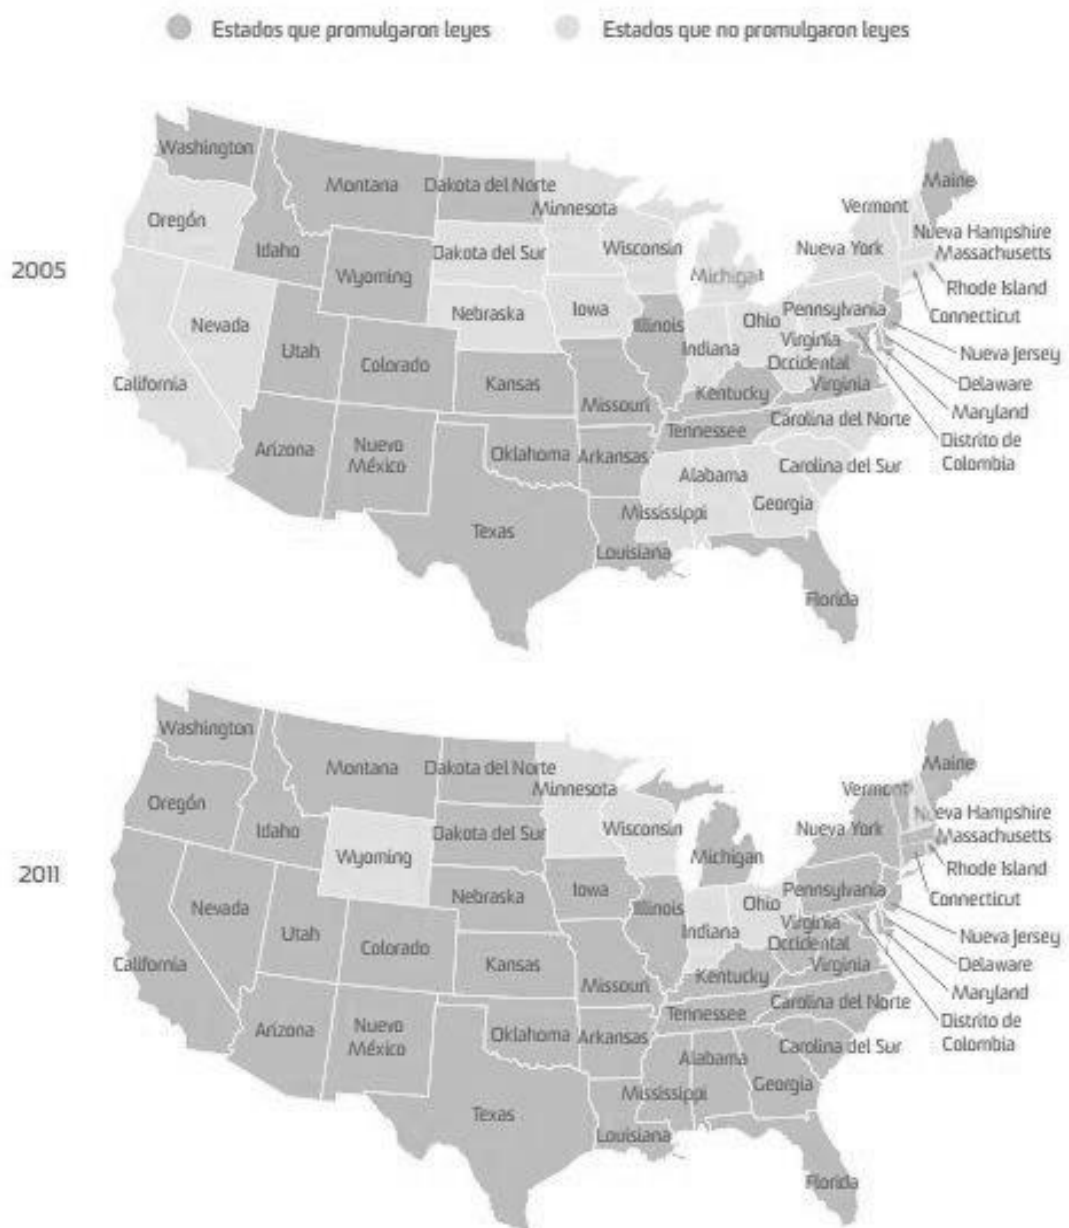 Estados que promulgaron leyes
Estados que no promulgaron leyes
2005
Washington
Montana
Dakota del Norte
Minnesota
Maine
Vermont
Oregón
Idaho
Wyoming
Dakota del Sur
Wisconsin
Michigan
Nueva York
Nueva Hampshire
Massachusetts
Rhode Island
Connecticut
Nevada
Nebraska
Iowa
Illinois
Indiana
Ohio
Pennsylvania
Nueva Jersey
California
Utah
Colorado
Kansas
Missouri
Kentucky
Virginia
Occidental
Virginia
Delaware
Maryland
Distrito de
Colombia
Arizona
Nuevo
México
Oklahoma
Arkansas
Tennessee
Carolina del Norte
Carolina del Sur
Texas
Louisiana
Mississippi
Alabama
Georgia
Florida
2011
Washington
Montana
Dakota del Norte
Minnesota
Maine
Vermont
Oregón
Idaho
Wyoming
Dakota del Sur
Wisconsin
Michigan
Nueva York
Nueva Hampshire
Massachusetts
Rhode Island
Connecticut
Nevada
Nebraska
Iowa
Illinois
Indiana
Ohio
Pennsylvania
Nueva Jersey
California
Utah
Colorado
Kansas
Missouri
Kentucky
Virginia
Occidental
Virginia
Delaware
Maryland
Distrito de
Colombia
Arizona
Nuevo
México
Oklahoma
Arkansas
Tennessee
Carolina del Norte
Carolina del Sur
Texas
Louisiana
Mississippi
Alabama
Georgia
Florida